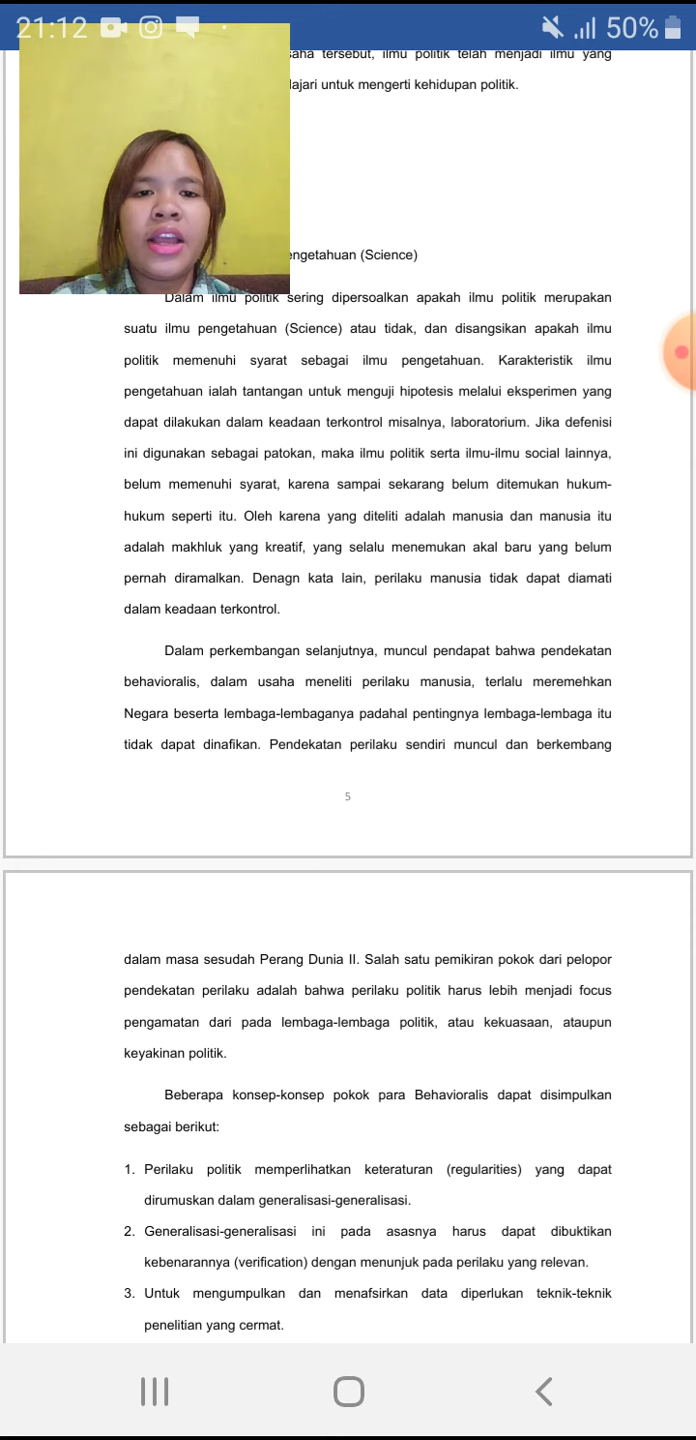 21:12
50%
saha tersebut, ilmu politik telah menjadi ilmu yang
lajari untuk mengerti kehidupan politik.
engetahuan (Science)
Dalam ilmu politik sering dipersoalkan apakah ilmu politik merupakan
suatu ilmu pengetahuan (Science) atau tidak, dan disangsikan apakah ilmu
politik memenuhi syarat sebagai ilmu pengetahuan. Karakteristik ilmu
pengetahuan ialah tantangan untuk menguji hipotesis melalui eksperimen yang
dapat dilakukan dalam keadaan terkontrol misalnya, laboratorium. Jika defenisi
ini digunakan sebagai patokan, maka ilmu politik serta ilmu-ilmu social lainnya,
belum memenuhi syarat, karena sampai sekarang belum ditemukan hukum-
hukum seperti itu. Oleh karena yang diteliti adalah manusia dan manusia itu
adalah makhluk yang kreatif, yang selalu menemukan akal baru yang belum
pernah diramalkan. Denagn kata lain, perilaku manusia tidak dapat diamati
dalam keadaan terkontrol.
Dalam perkembangan selanjutnya, muncul pendapat bahwa pendekatan
behavioralis, dalam usaha meneliti perilaku manusia, terlalu meremehkan
Negara beserta lembaga-lembaganya padahal pentingnya lembaga-lembaga itu
tidak dapat dinafikan. Pendekatan perilaku sendiri muncul dan berkembang
5
dalam masa sesudah Perang Dunia II. Salah satu pemikiran pokok dari pelopor
pendekatan perilaku adalah bahwa perilaku politik harus lebih menjadi focus
pengamatan dari pada lembaga-lembaga politik, atau kekuasaan, ataupun
keyakinan politik.
Beberapa konsep-konsep pokok para Behavioralis dapat disimpulkan
sebagai berikut:
1. Perilaku politik memperlihatkan keteraturan (regularities) yang dapat
dirumuskan dalam generalisasi-generalisasi.
2. Generalisasi-generalisasi ini pada asasnya harus dapat dibuktikan
kebenarannya (verification) dengan menunjuk pada perilaku yang relevan.
3. Untuk mengumpulkan dan menafsirkan data diperlukan teknik-teknik
penelitian yang cermat.